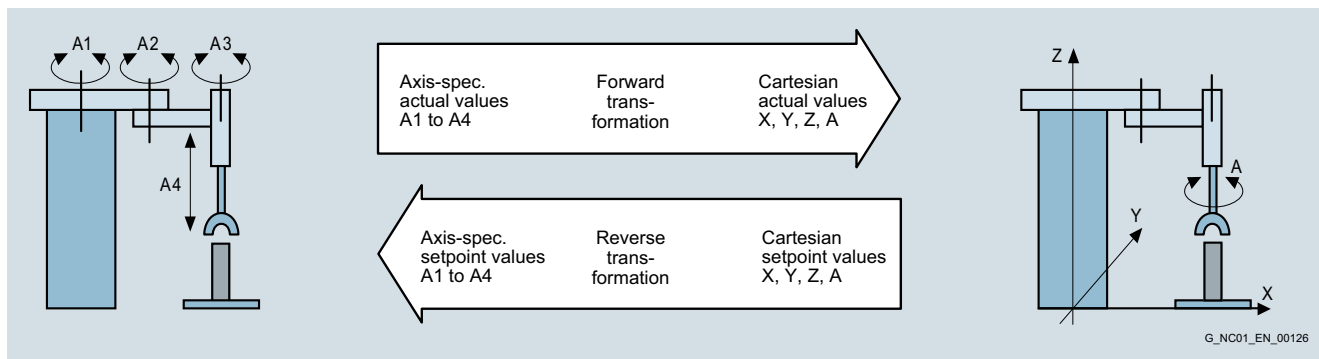 A1 A2 A3
A4
Axis-spec.
actual values
A1 to A4
Forward
trans-
formation
Cartesian
actual values
X, Y, Z, A
Axis-spec.
setpoint values
A1 to A4
Reverse
trans-
formation
Cartesian
setpoint values
X, Y, Z, A
Z
A
Y
X
G_NC01_EN_00126